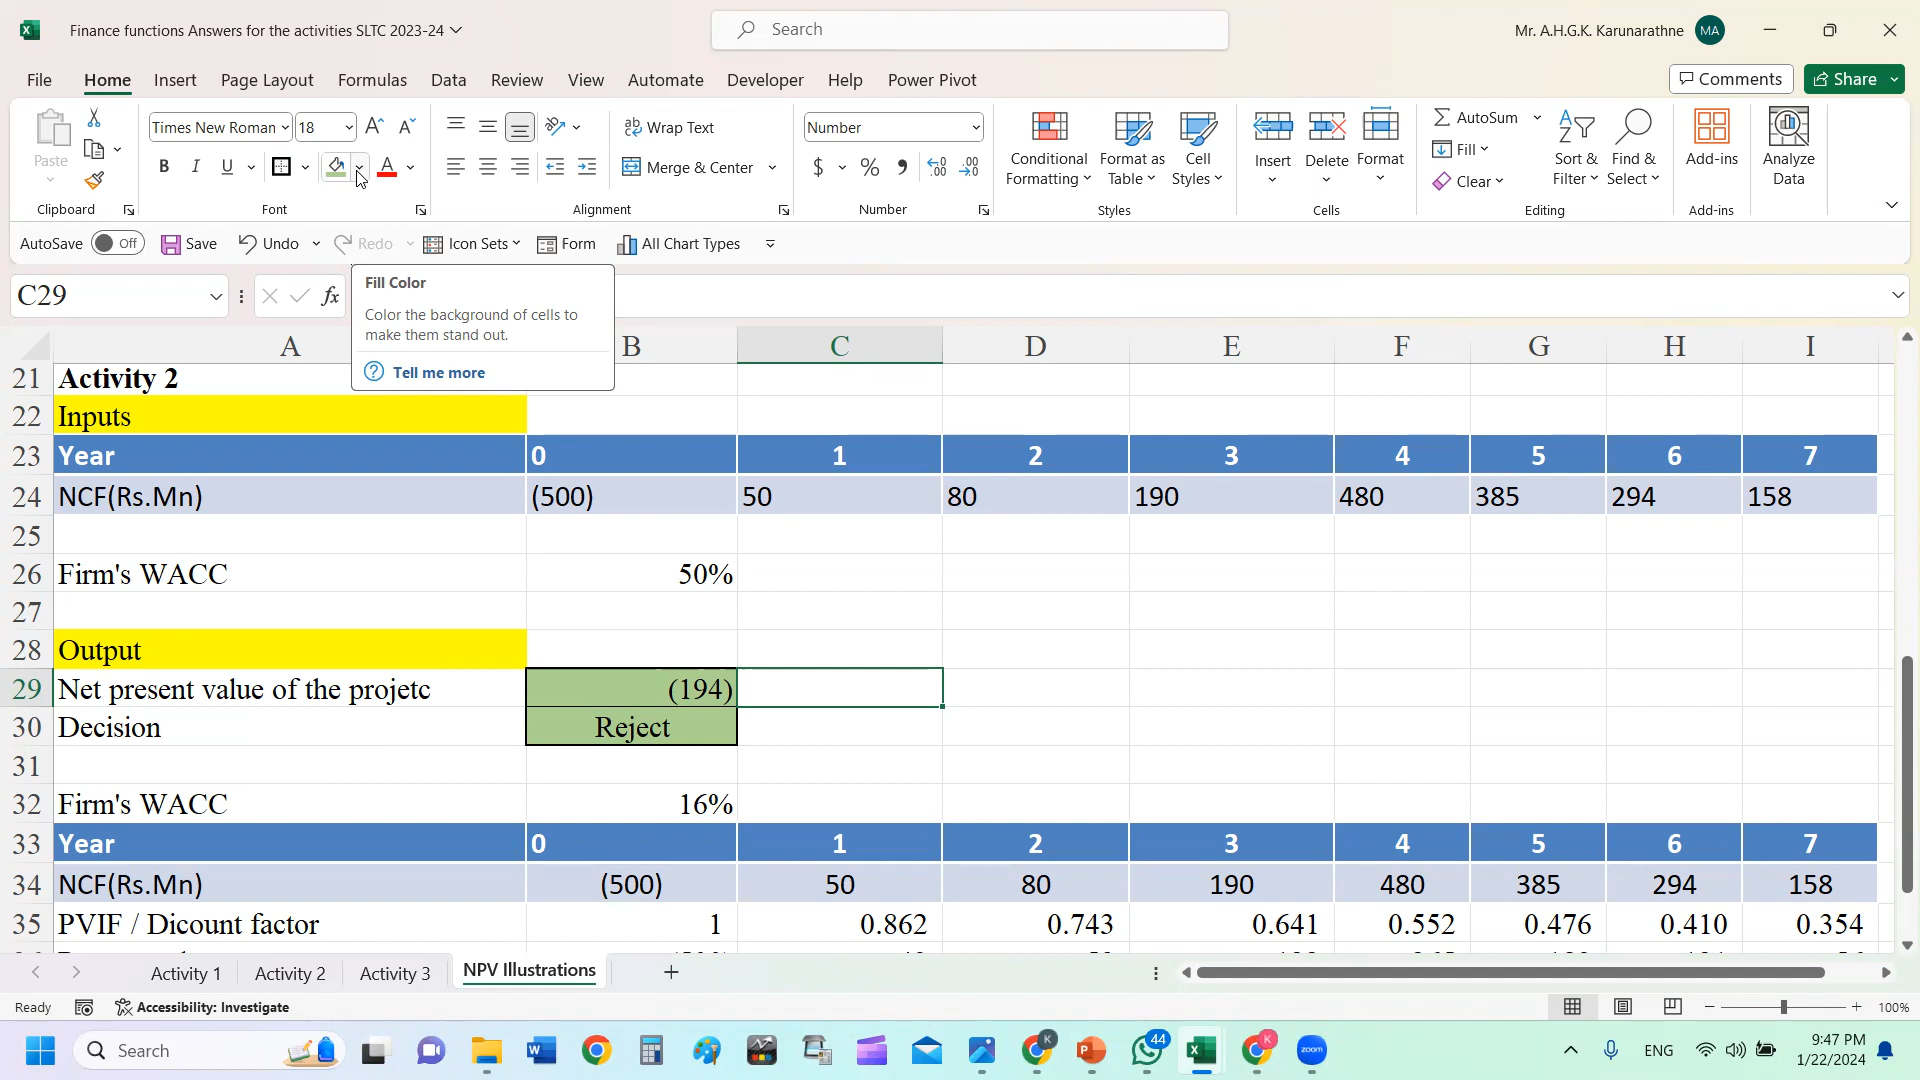 Finance functions Answers for the activities SLTC 2023-24
Search
Mr. A.H.G.K. Karunarathne MA
File Home Insert Page Layout Formulas Data Review View Automate Developer Help Power Pivot
Comments Share
Paste
Times New Roman 18
Wrap Text
Number
Conditional Formatting
Format as Table
Cell Styles
Insert Delete Format
AutoSum
Fill
Clear
Sort & Filter
Find & Select
Add-ins
Analyze Data
B I U A
Merge & Center
$ % ,
Clipboard Font Alignment Number Styles Cells Editing Add-ins
AutoSave Off Save Undo Redo Icon Sets Form All Chart Types
C29 fx
Fill Color
Color the background of cells to
make them stand out.
Tell me more
A B C D E F G H I
21 Activity 2
22 Inputs
23 Year 0 1 2 3 4 5 6 7
24 NCF(Rs.Mn) (500) 50 80 190 480 385 294 158
25
26 Firm's WACC 50%
27
28 Output
29 Net present value of the projetc (194)
30 Decision Reject
31
32 Firm's WACC 16%
33 Year 0 1 2 3 4 5 6 7
34 NCF(Rs.Mn) (500) 50 80 190 480 385 294 158
35 PVIF / Dicount factor 1 0.862 0.743 0.641 0.552 0.476 0.410 0.354
Activity 1 Activity 2 Activity 3 NPV Illustrations
Ready Accessibility: Investigate 100%
Search
44
zoom
ENG
9:47 PM
1/22/2024